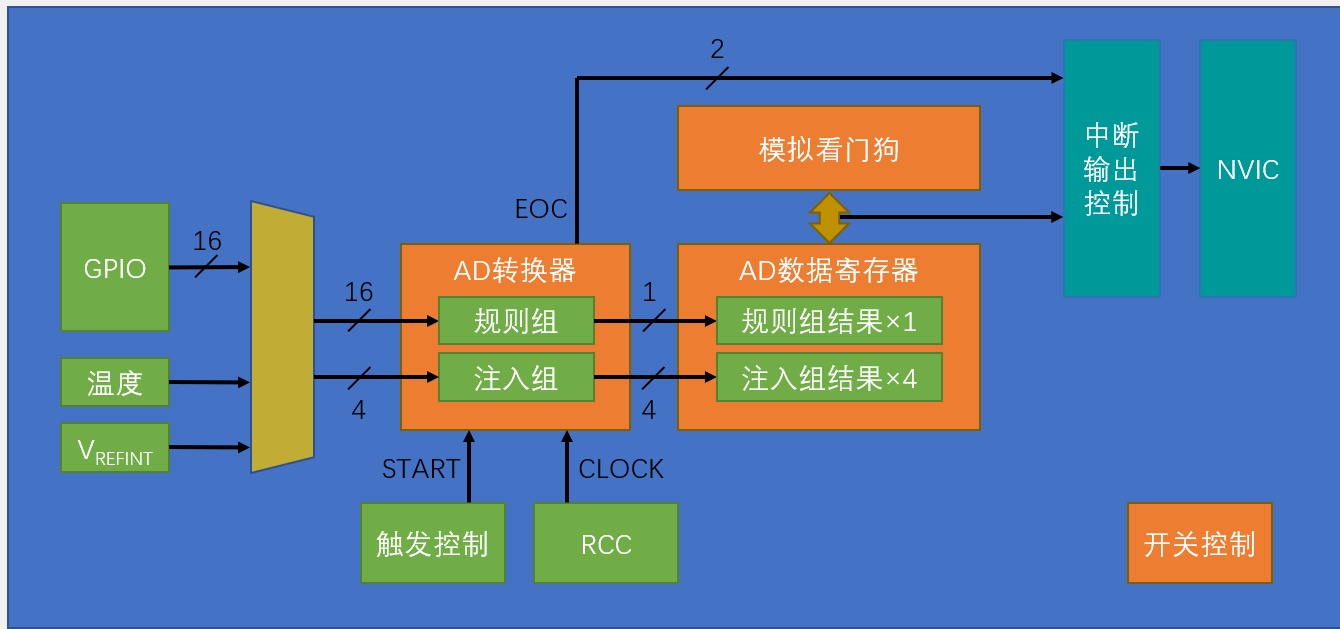 2
模拟看门狗
中断
输出
控制
NVIC
EOC
GPIO
16
AD转换器
AD数据寄存器
16
规则组
1
规则组结果×1
温度
注入组
注入组结果×4
4
4
VREFINT
START
CLOCK
触发控制
RCC
开关控制